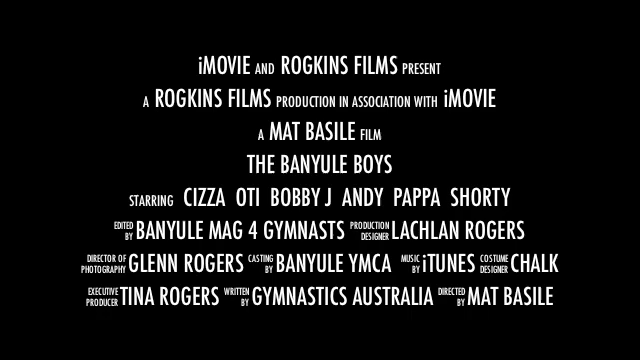 iMOVIE AND ROGKINS FILMS PRESENT
A ROGKINS FILMS PRODUCTION IN ASSOCIATION WITH iMOVIE
A MAT BASILE FILM
THE BANYULE BOYS
STARRING CIZZA OTI BOBBY J ANDY PAPPA SHORTY
EDITED BY BANYULE MAG 4 GYMNASTS PRODUCTION DESIGNER LACHLAN ROGERS
DIRECTOR OF PHOTOGRAPHY GLENN ROGERS CASTING BY BANYULE YMCA MUSIC BY iTUNES COSTUME DESIGNER CHALK
EXECUTIVE PRODUCER TINA ROGERS WRITTEN BY GYMNASTICS AUSTRALIA DIRECTED BY MAT BASILE